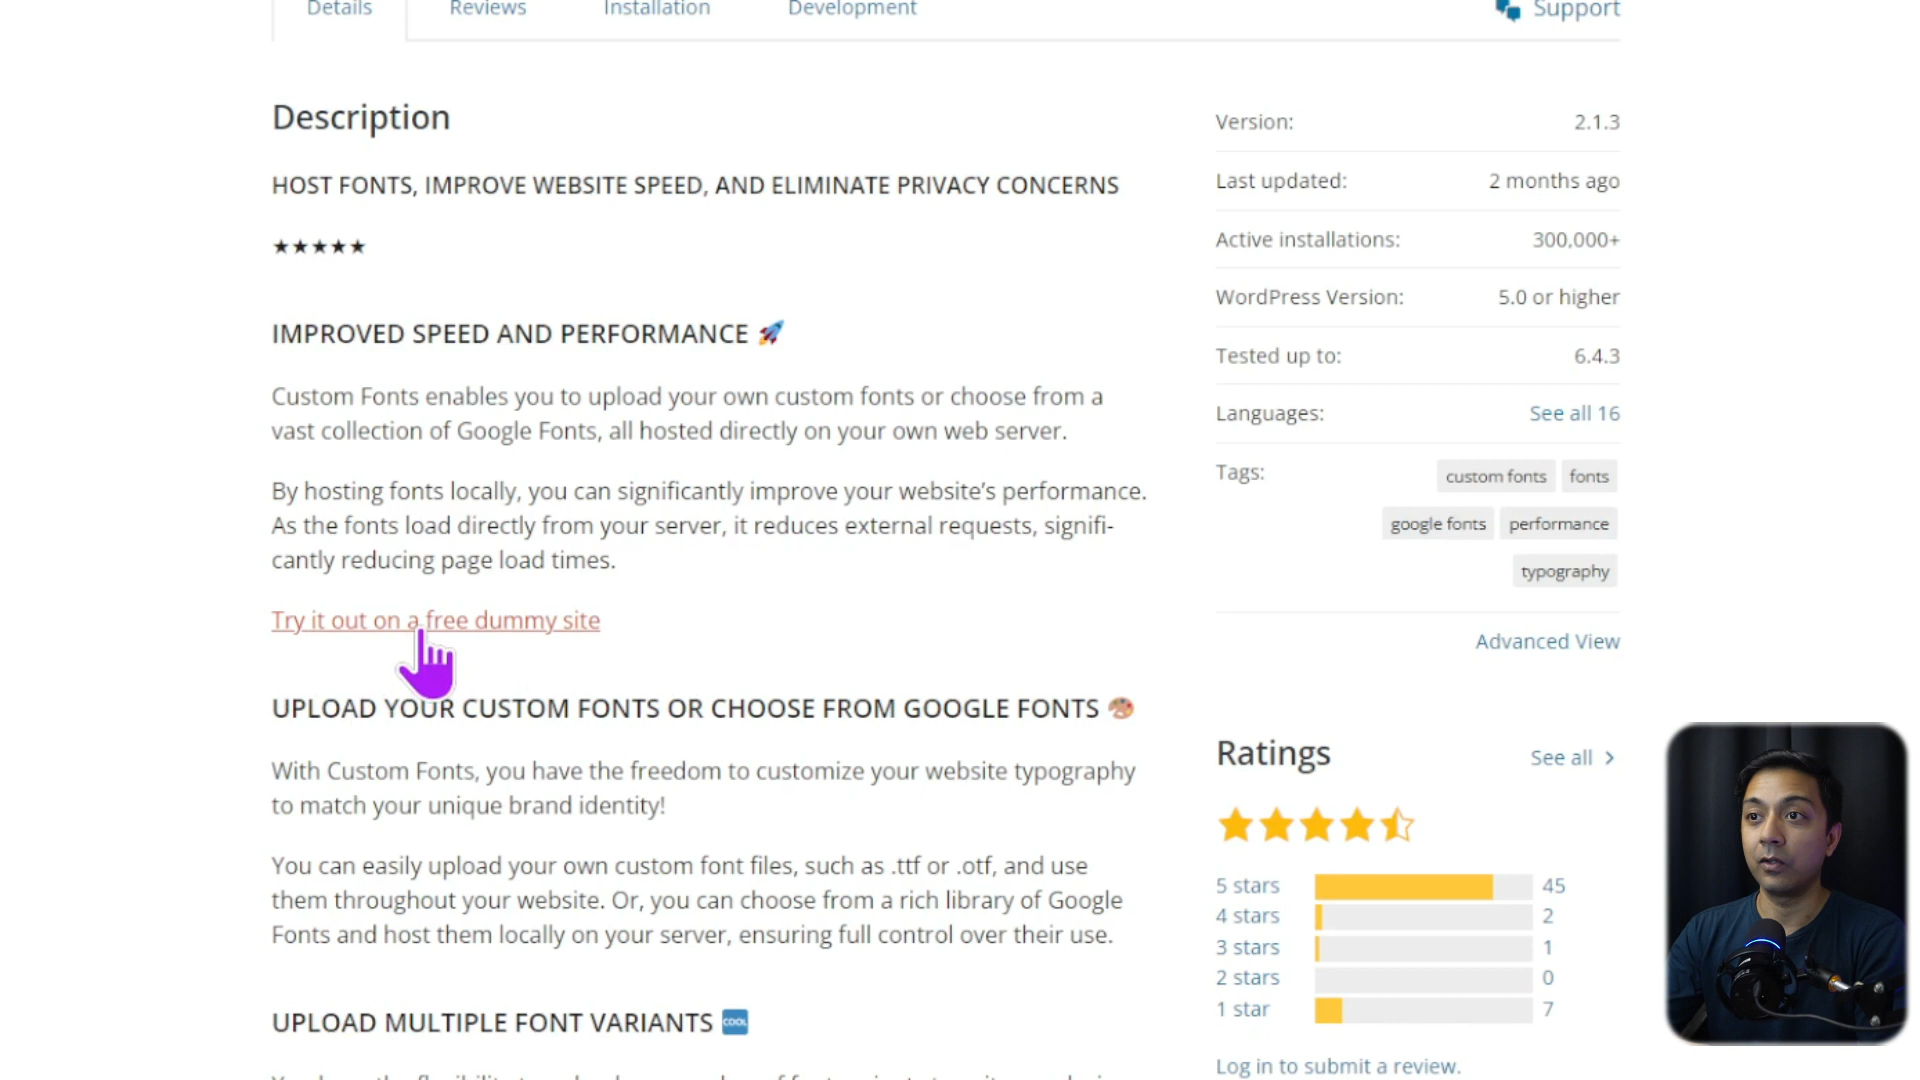 Details Reviews Installation Development Support
Description
HOST FONTS, IMPROVE WEBSITE SPEED, AND ELIMINATE PRIVACY CONCERNS
★★★★★
IMPROVED SPEED AND PERFORMANCE 🚀
Custom Fonts enables you to upload your own custom fonts or choose from a
vast collection of Google Fonts, all hosted directly on your own web server.
By hosting fonts locally, you can significantly improve your website's performance.
As the fonts load directly from your server, it reduces external requests, signifi-
cantly reducing page load times.
Try it out on a free dummy site
UPLOAD YOUR CUSTOM FONTS OR CHOOSE FROM GOOGLE FONTS 🎨
With Custom Fonts, you have the freedom to customize your website typography
to match your unique brand identity!
You can easily upload your own custom font files, such as .ttf or .otf, and use
them throughout your website. Or, you can choose from a rich library of Google
Fonts and host them locally on your server, ensuring full control over their use.
UPLOAD MULTIPLE FONT VARIANTS 🆒
Version: 2.1.3
Last updated: 2 months ago
Active installations: 300,000+
WordPress Version: 5.0 or higher
Tested up to: 6.4.3
Languages: See all 16
Tags: custom fonts fonts
google fonts performance
typography
Advanced View
Ratings See all >
5 stars 45
4 stars 2
3 stars 1
2 stars 0
1 star 7
Log in to submit a review.